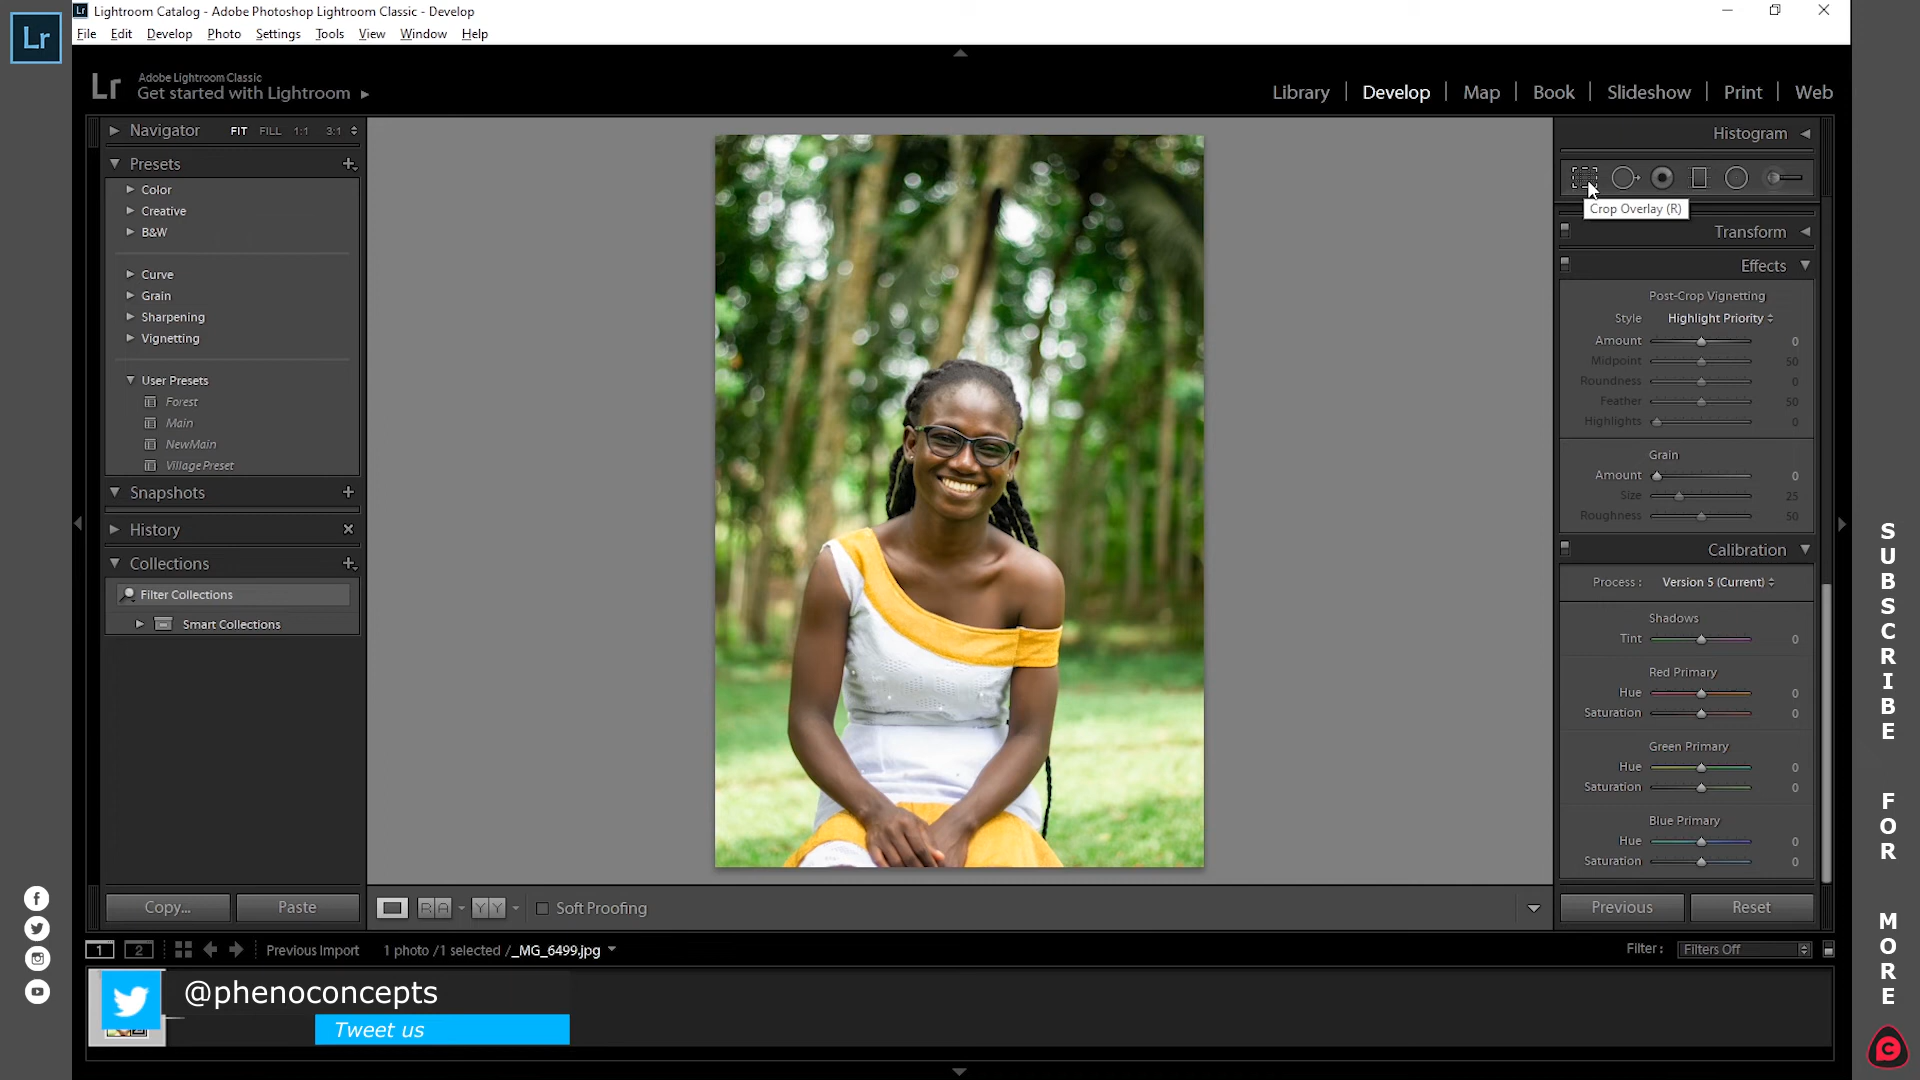 Lr
Lr Lightroom Catalog - Adobe Photoshop Lightroom Classic - Develop
File Edit Develop Photo Settings Tools View Window Help
Lr Adobe Lightroom Classic
Get started with Lightroom
Library | Develop | Map | Book | Slideshow | Print | Web
Navigator FIT FILL 1:1 3:1
Presets
Color
Creative
B&W
Curve
Grain
Sharpening
Vignetting
User Presets
Forest
Main
NewMain
Village Preset
Snapshots
History
Collections
Filter Collections
Smart Collections
Copy... Paste
R A Y Y Soft Proofing
Histogram
Crop Overlay (R)
Transform
Effects
Post-Crop Vignetting
Style Highlight Priority
Amount 0
Midpoint 50
Roundness 0
Feather 50
Highlights 0
Grain
Amount 0
Size 25
Roughness 50
Calibration
Process : Version 5 (Current)
Shadows
Tint 0
Red Primary
Hue 0
Saturation 0
Green Primary
Hue 0
Saturation 0
Blue Primary
Hue 0
Saturation 0
Previous Reset
1 2 Previous Import 1 photo /1 selected /_MG_6499.jpg
Filter : Filters Off
@phenoconcepts
Tweet us
SUBSCRIBE FOR MORE